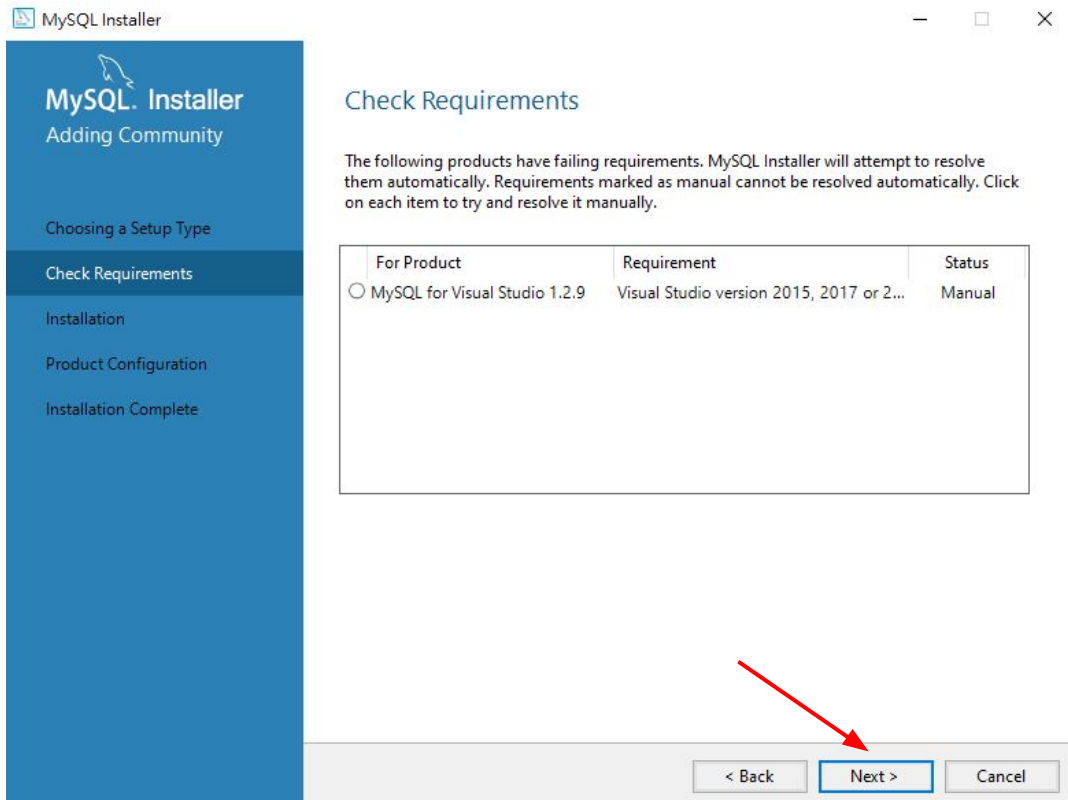 MySQL Installer
MySQL. Installer
Adding Community
Choosing a Setup Type
Check Requirements
Installation
Product Configuration
Installation Complete
Check Requirements
The following products have failing requirements. MySQL Installer will attempt to resolve
them automatically. Requirements marked as manual cannot be resolved automatically. Click
on each item to try and resolve it manually.
For Product Requirement Status
MySQL for Visual Studio 1.2.9 Visual Studio version 2015, 2017 or 2... Manual
< Back Next > Cancel